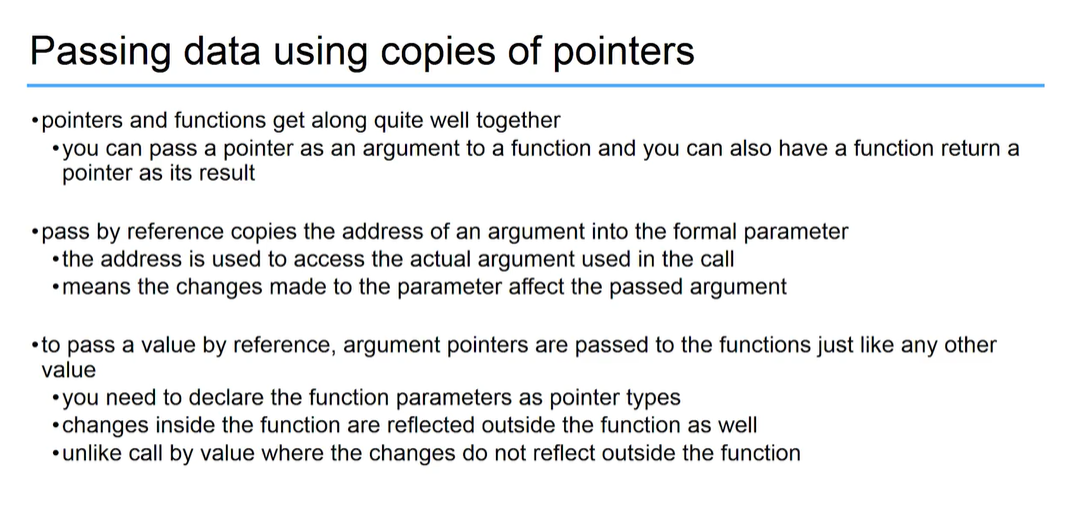 Passing data using copies of pointers
•pointers and functions get along quite well together
•you can pass a pointer as an argument to a function and you can also have a function return a
pointer as its result
•pass by reference copies the address of an argument into the formal parameter
•the address is used to access the actual argument used in the call
•means the changes made to the parameter affect the passed argument
•to pass a value by reference, argument pointers are passed to the functions just like any other
value
•you need to declare the function parameters as pointer types
•changes inside the function are reflected outside the function as well
•unlike call by value where the changes do not reflect outside the function